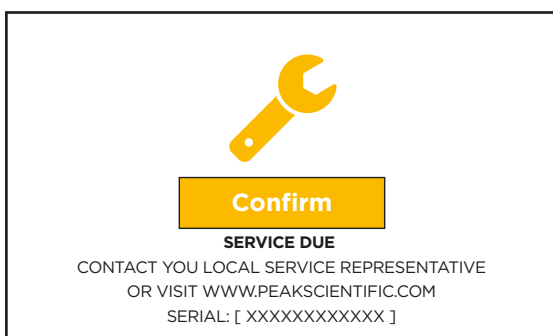 Confirm
SERVICE DUE
CONTACT YOU LOCAL SERVICE REPRESENTATIVE
OR VISIT WWW.PEAKSCIENTIFIC.COM
SERIAL: [ XXXXXXXXXXXX ]